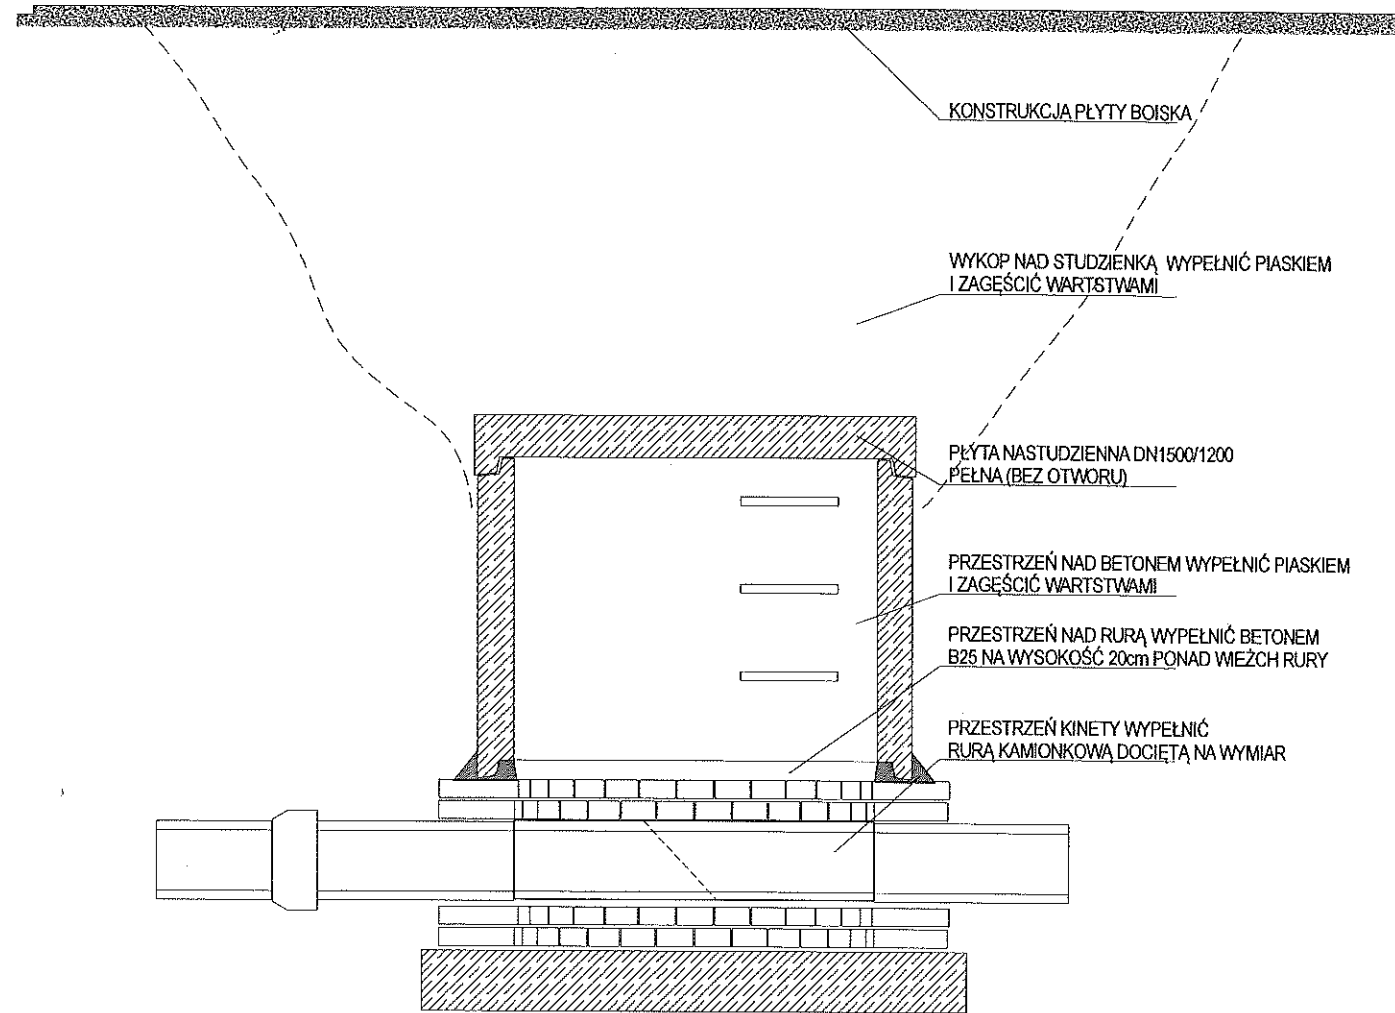 KONSTRUKCJA PŁYTY BOISKA
WYKOP NAD STUDZIENKĄ WYPEŁNIĆ PIASKIEM
I ZAGĘŚCIĆ WARTSTWAMI
PŁYTA NASTUDZIENNA DN1500/1200
PEŁNA (BEZ OTWORU)
PRZESTRZEŃ NAD BETONEM WYPEŁNIĆ PIASKIEM
I ZAGĘŚCIĆ WARTSTWAMI
PRZESTRZEŃ NAD RURĄ WYPEŁNIĆ BETONEM
B25 NA WYSOKOŚĆ 20cm PONAD WIEŻCH RURY
PRZESTRZEŃ KINETY WYPEŁNIĆ
RURĄ KAMIONKOWĄ DOCIĘTĄ NA WYMIAR